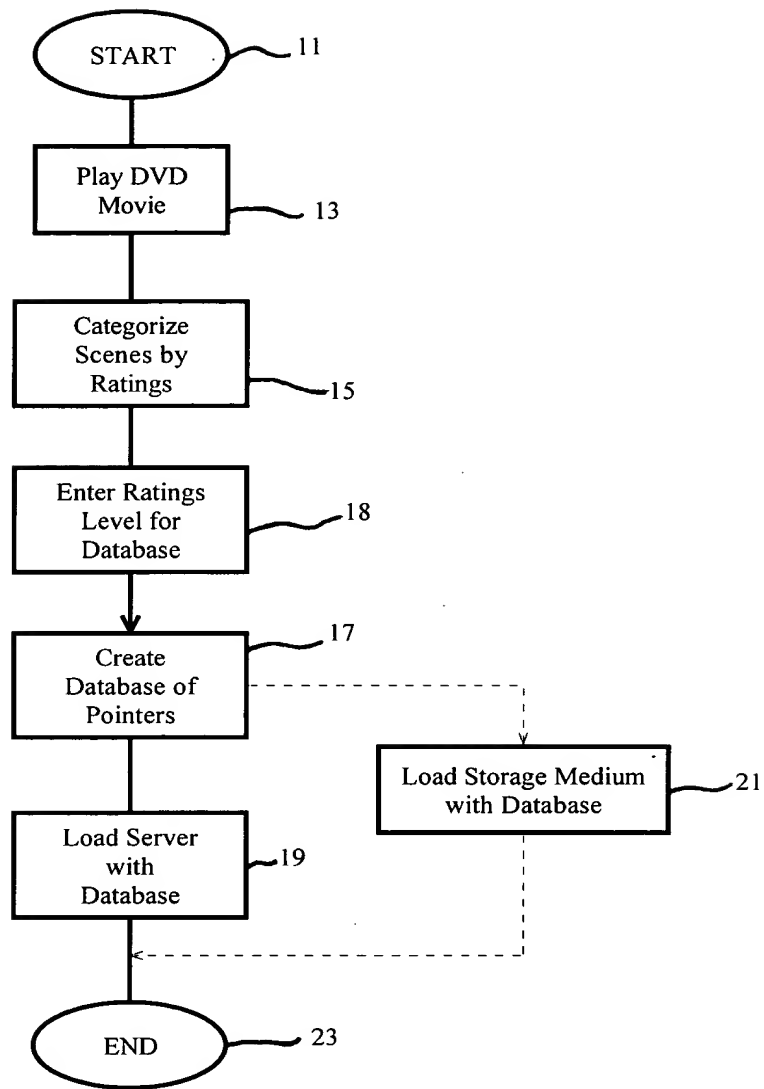 START
11
Play DVD
Movie
13
Categorize
Scenes by
Ratings
15
Enter Ratings
Level for
Database
18
17
Create
Database of
Pointers
Load Storage Medium
with Database
21
Load Server
with
Database
19
END
23